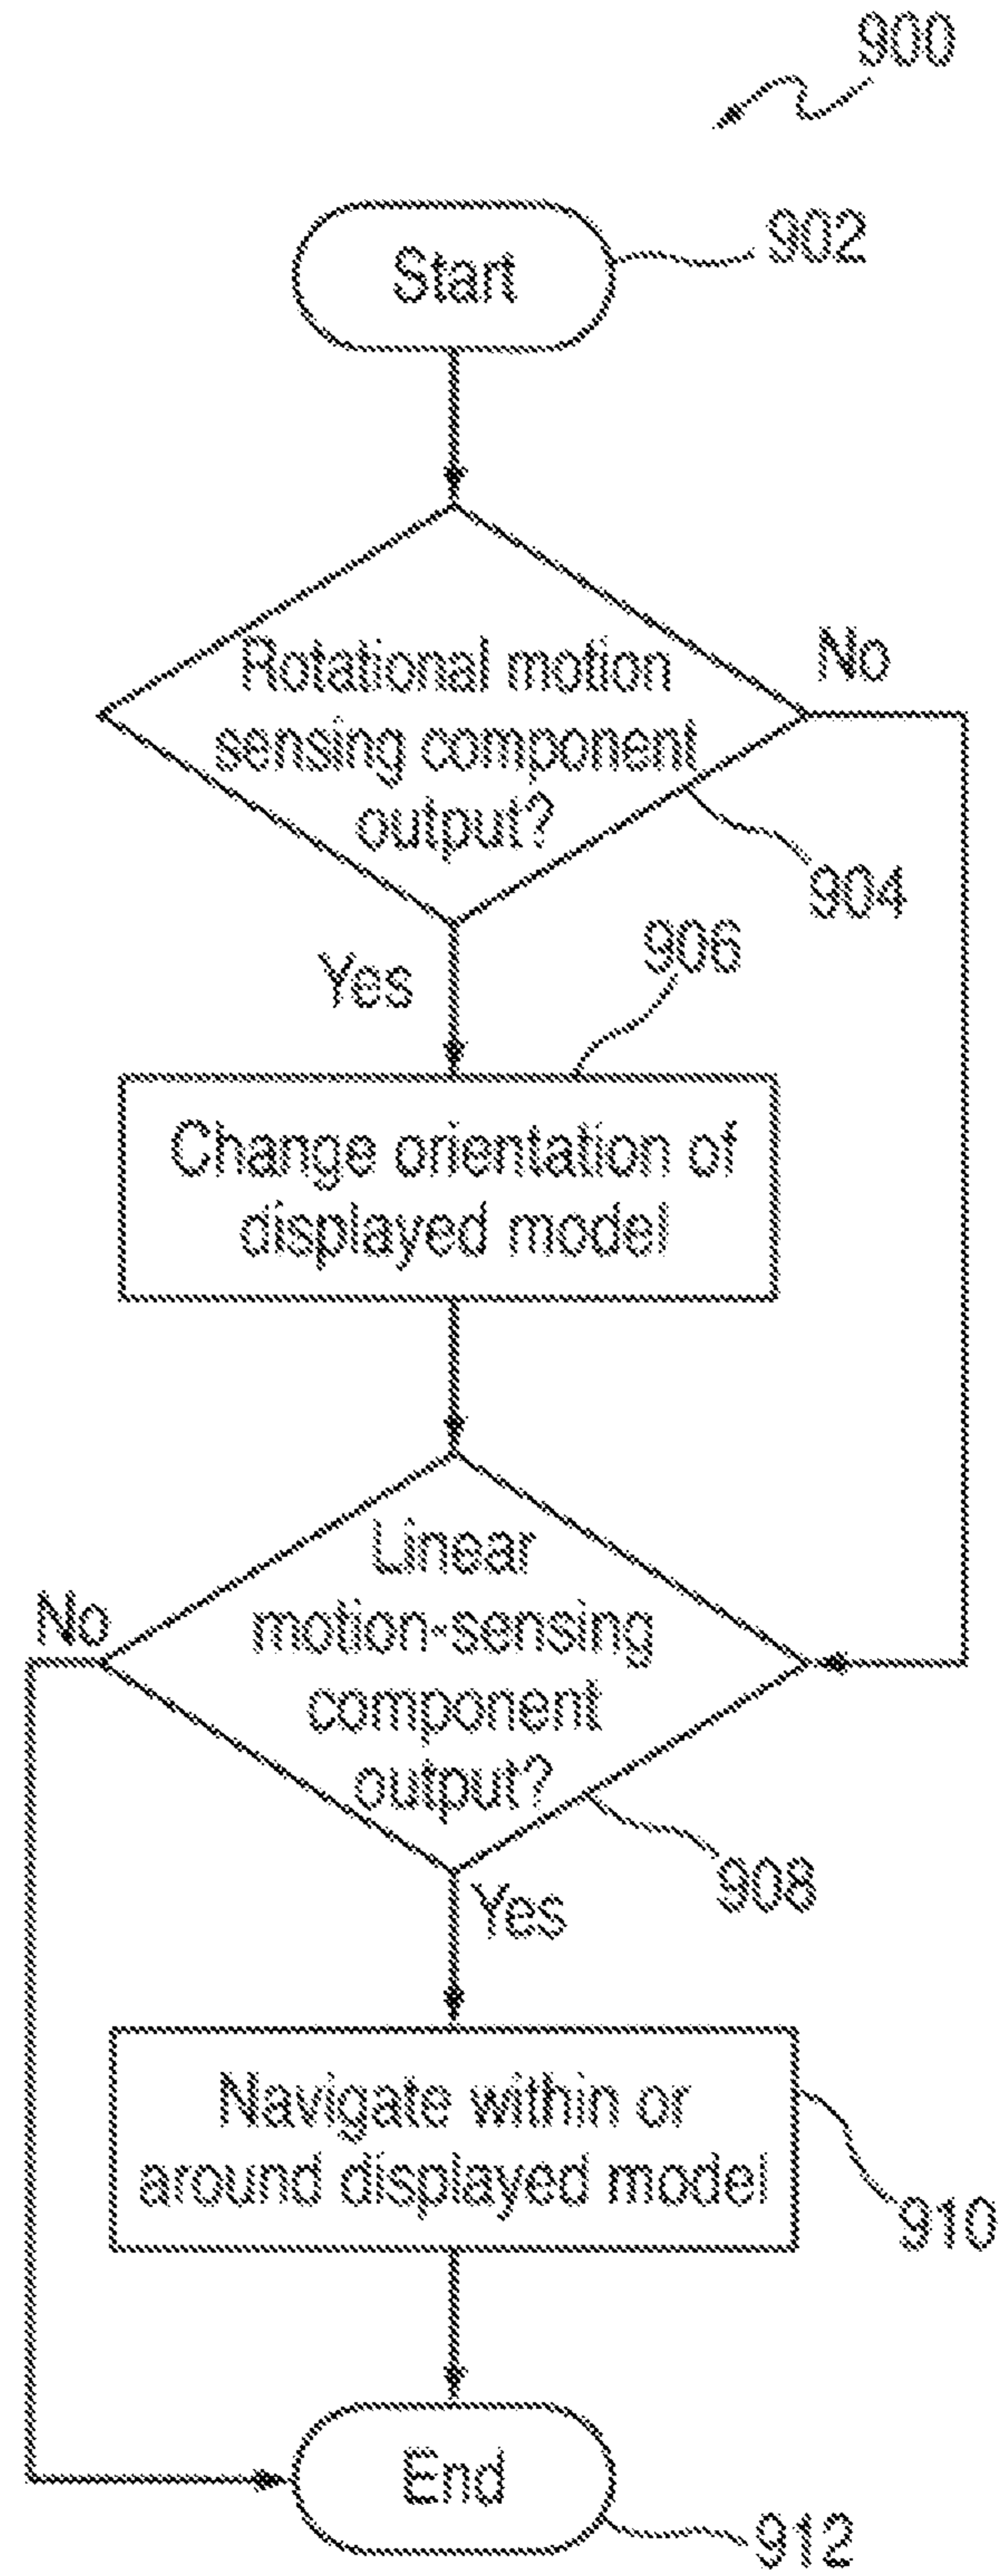 900
Start
902
Rotational motion
sensing component
output?
No
904
Yes
906
Change orientation of
displayed model
Linear
motion-sensing
component
output?
No
908
Yes
Navigate within or
around displayed model
910
End
912